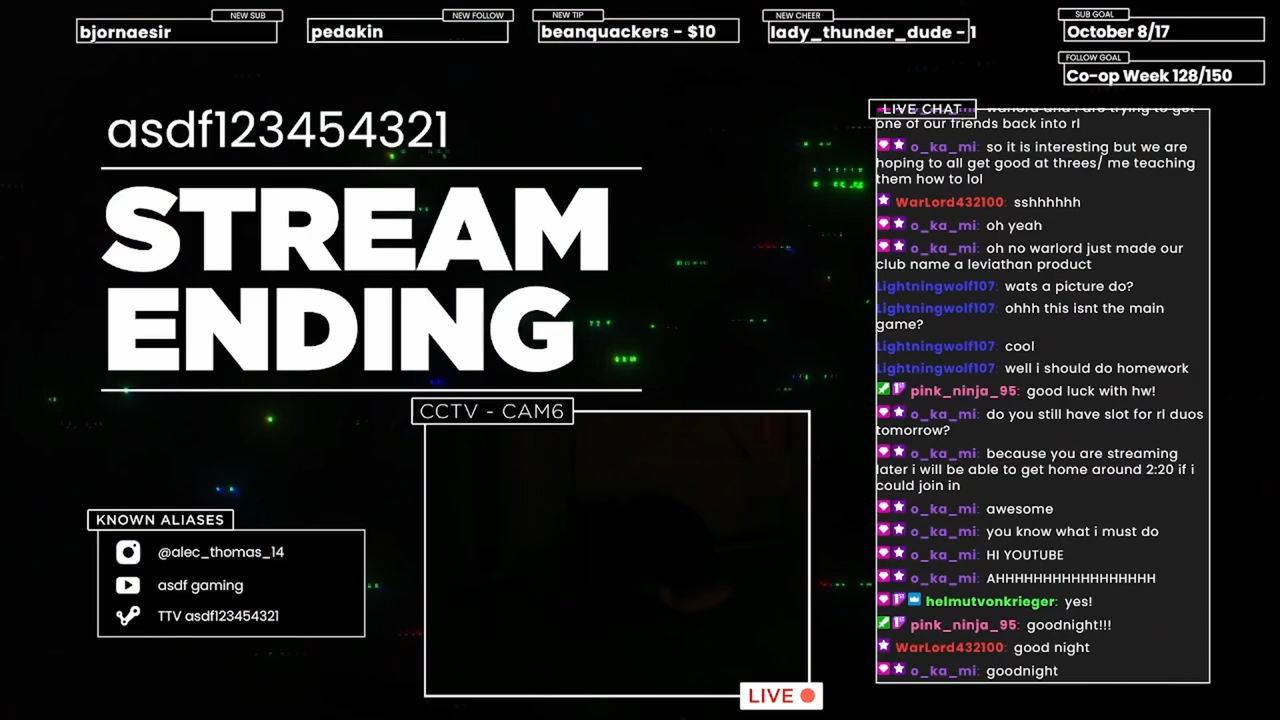 NEW SUB
bjornaesir
NEW FOLLOW
pedakin
NEW TIP
beanquackers - $10
NEW CHEER
lady_thunder_dude - 1
SUB GOAL
October 8/17
FOLLOW GOAL
Co-op Week 128/150
asdf123454321
STREAM
ENDING
CCTV - CAM6
LIVE
KNOWN ALIASES
@alec_thomas_14
asdf gaming
TTV asdf123454321
LIVE CHAT
warlord and i are trying to get
one of our friends back into rl
o_ka_mi: so it is interesting but we are
hoping to all get good at threes/ me teaching
them how to lol
WarLord432100: sshhhhhh
o_ka_mi: oh yeah
o_ka_mi: oh no warlord just made our
club name a leviathan product
Lightningwolf107: wats a picture do?
Lightningwolf107: ohhh this isnt the main
game?
Lightningwolf107: cool
Lightningwolf107: well i should do homework
pink_ninja_95: good luck with hw!
o_ka_mi: do you still have slot for rl duos
tomorrow?
o_ka_mi: because you are streaming
later i will be able to get home around 2:20 if i
could join in
o_ka_mi: awesome
o_ka_mi: you know what i must do
o_ka_mi: HI YOUTUBE
o_ka_mi: AHHHHHHHHHHHHHHHHH
helmutvonkrieger: yes!
pink_ninja_95: goodnight!!!
WarLord432100: good night
o_ka_mi: goodnight